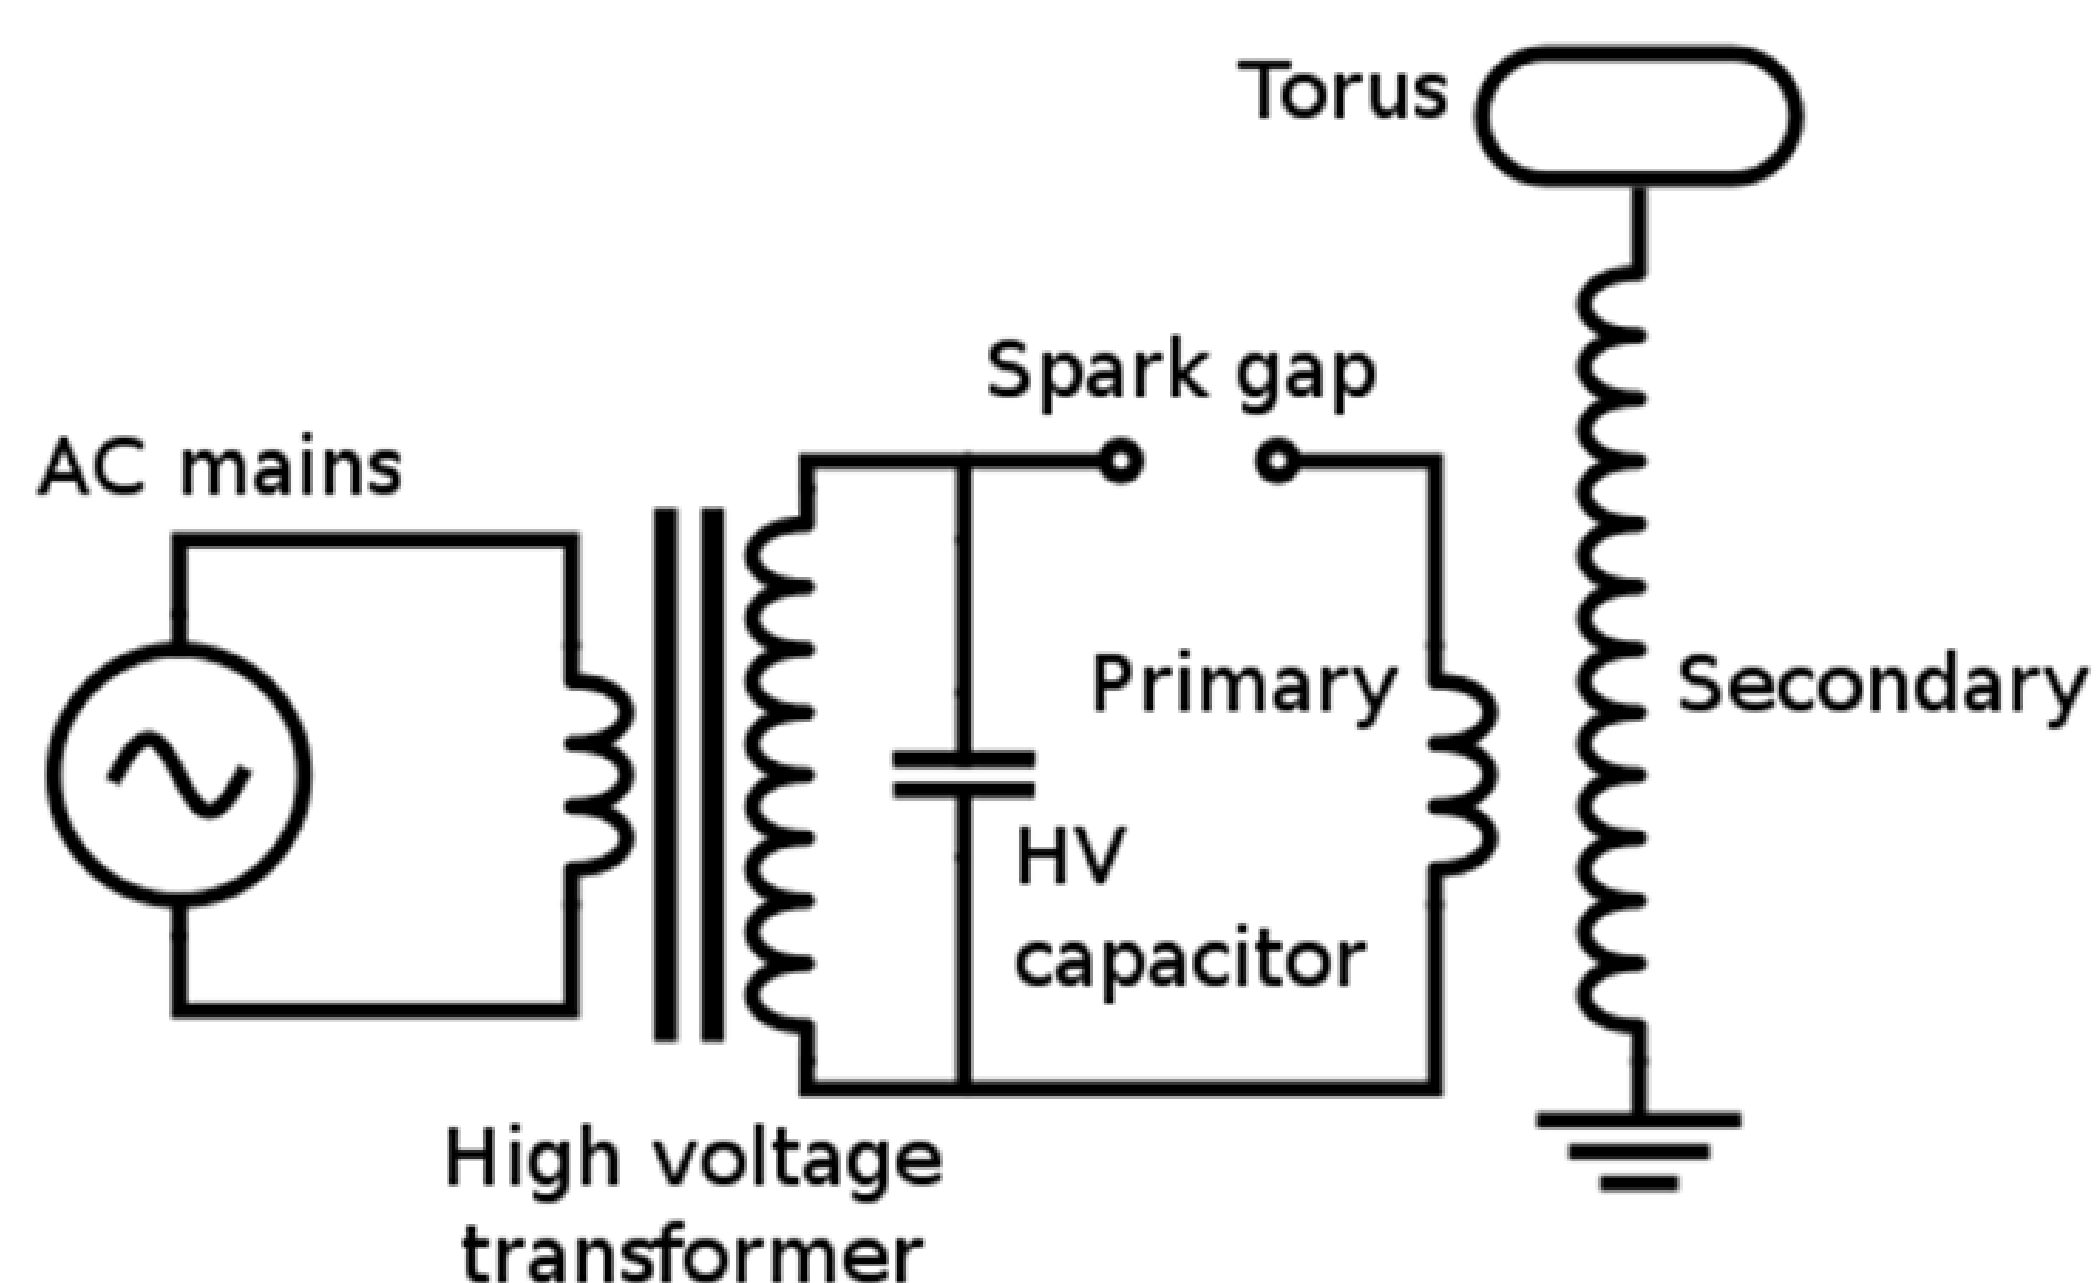 Torus
Spark gap
AC mains
Primary
Secondary
HV
capacitor
High voltage
transformer